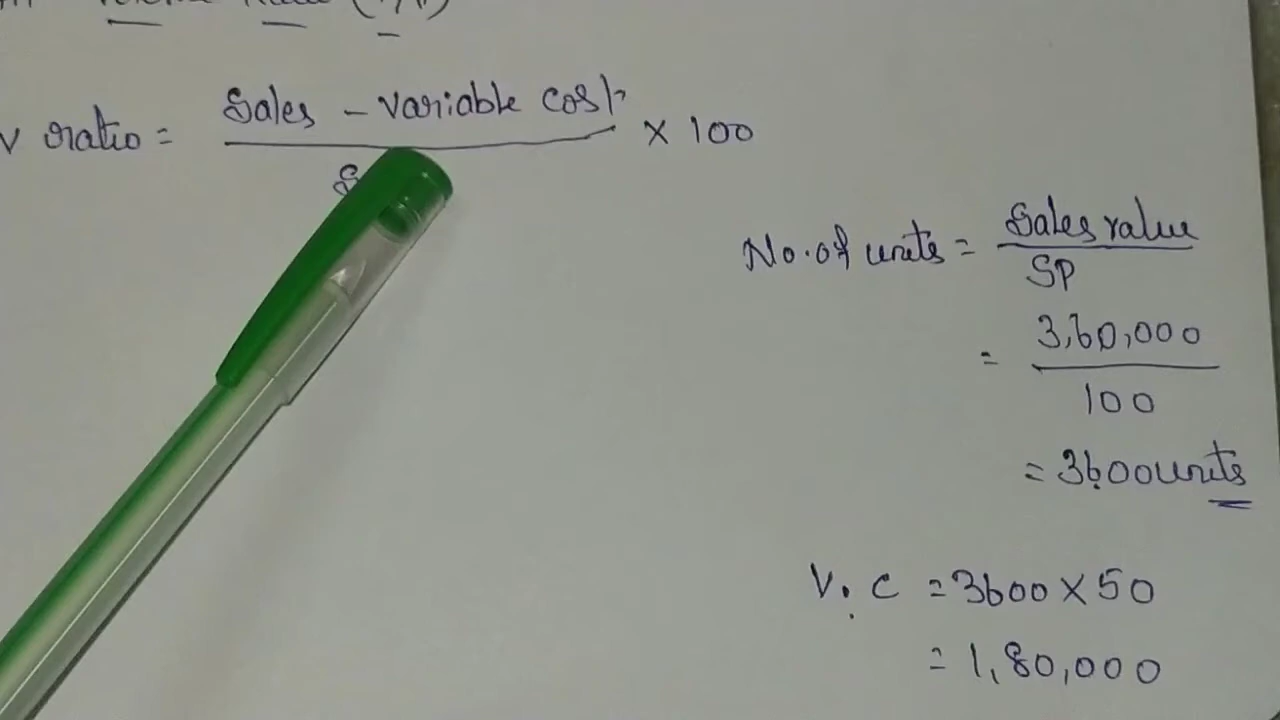 V ratio = Sales - Variable cost × 100
S
No. of units = Sales value
SP
= 3,60,000
100
= 3600 units
V. C = 3600 × 50
= 1,80,000